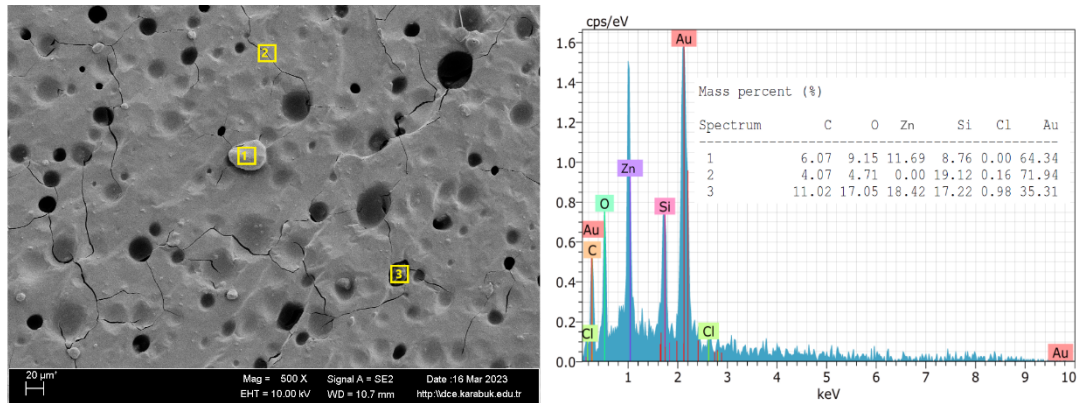 2
1
3
20 µm*
Mag = 500 X Signal A = SE2 Date :16 Mar 2023
EHT = 10.00 kV WD = 10.7 mm http\\dce.karabuk.edu.tr
cps/eV
1.6
1.4
1.2
1.0
0.8
0.6
0.4
0.2
0.0
Au
Zn
O
Si
Au
C
Cl
Cl
Au
Mass percent (%)
Spectrum C O Zn Si Cl Au
1 6.07 9.15 11.69 8.76 0.00 64.34
2 4.07 4.71 0.00 19.12 0.16 71.94
3 11.02 17.05 18.42 17.22 0.98 35.31
1 2 3 4 5 6 7 8 9 10
keV